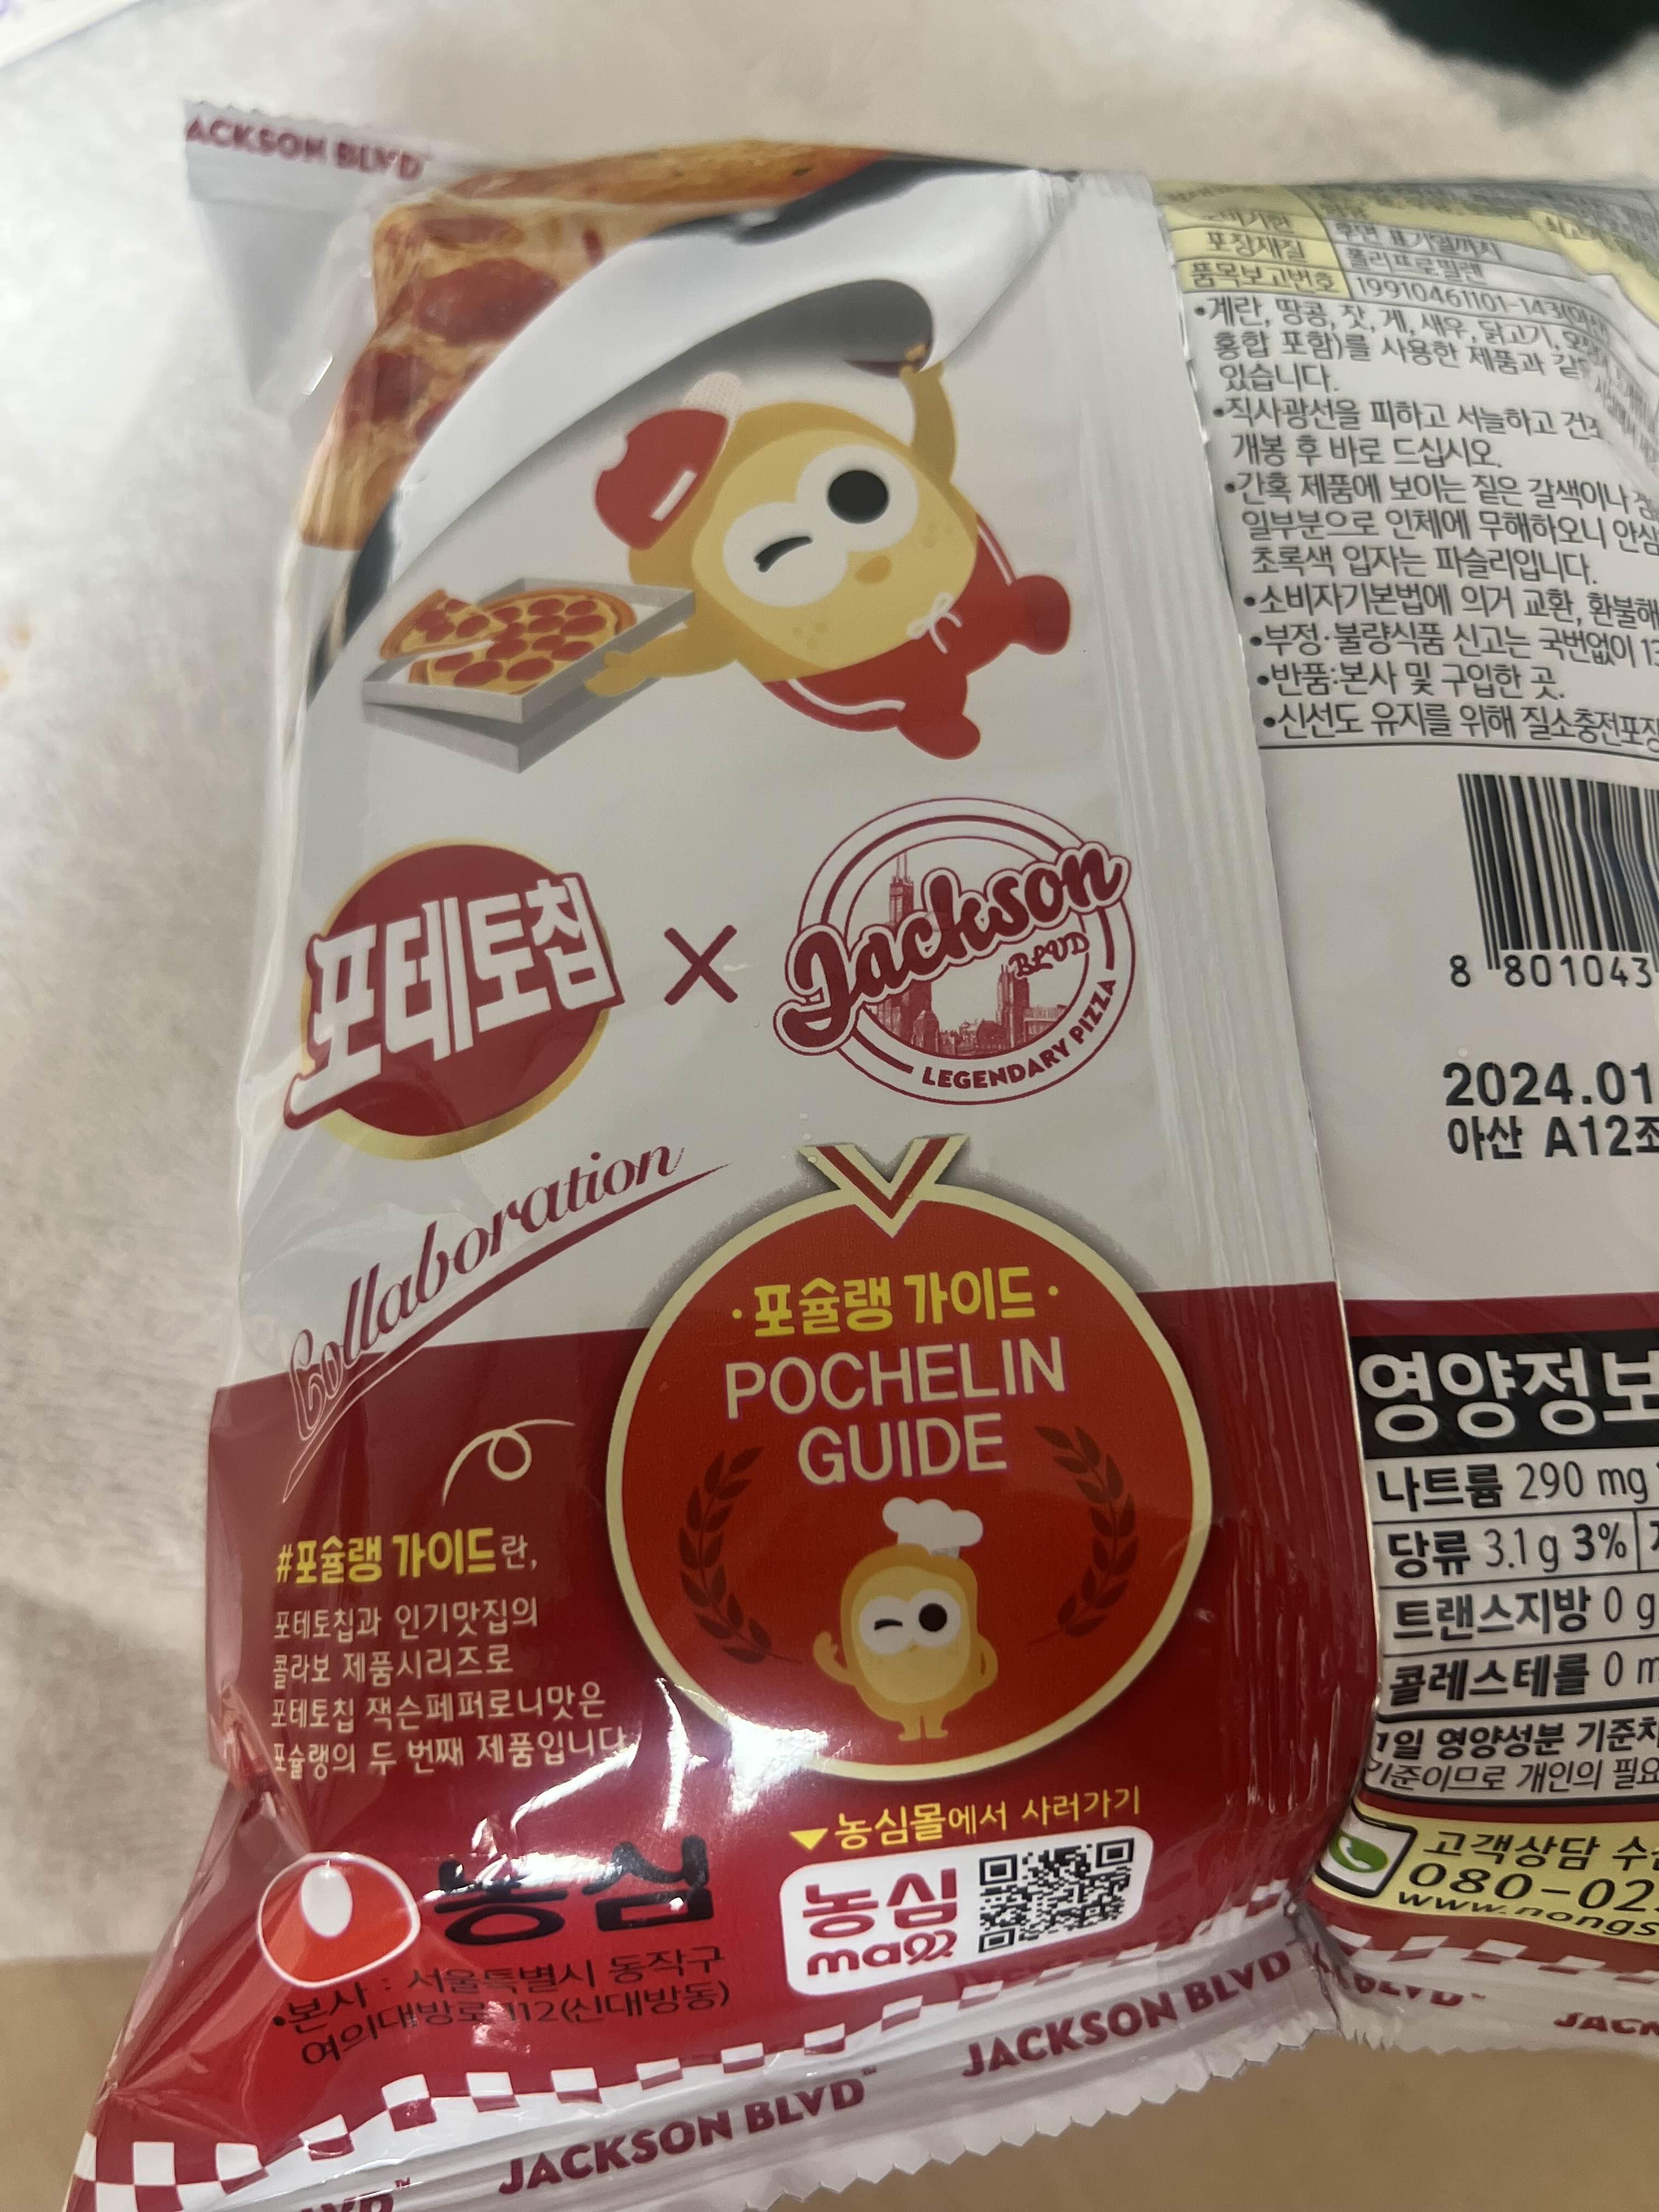 ACKSON BLVD
포테토칩
X
Jackson
BLVD
LEGENDARY PIZZA
Collaboration
·포슐랭 가이드·
POCHELIN
GUIDE
#포슐랭 가이드란,
포테토칩과 인기맛집의
콜라보 제품시리즈로
포테토칩 잭슨페퍼로니맛은
포슐랭의 두 번째 제품입니다
농심
•본사 : 서울특별시 동작구
여의대방로 112(신대방동)
▼농심몰에서 사러가기
농심
mall
JACKSON BLVD™
JACKSON BLVD
포장재질 폴리프로필렌
품목보고번호 19910461101-143
•계란, 땅콩, 잣, 게, 새우, 닭고기,
홍합 포함)를 사용한 제품과 같은
있습니다.
•직사광선을 피하고 서늘하고
개봉 후 바로 드십시오.
•간혹 제품에 보이는 짙은 갈색이나
일부분으로 인체에 무해하오니
초록색 입자는 파슬리입니다.
•소비자기본법에 의거 교환, 환불해
•부정·불량식품 신고는 국번없이 13
•반품:본사 및 구입한 곳.
•신선도 유지를 위해 질소충전포장
8 801043
2024.01
아산 A12조
영양정보
나트륨 290 mg
당류 3.1g 3%
트랜스지방 0 g
콜레스테롤 0 m
1일 영양성분 기준치
기준이므로 개인의 필요
고객상담
080-02
www.nongs